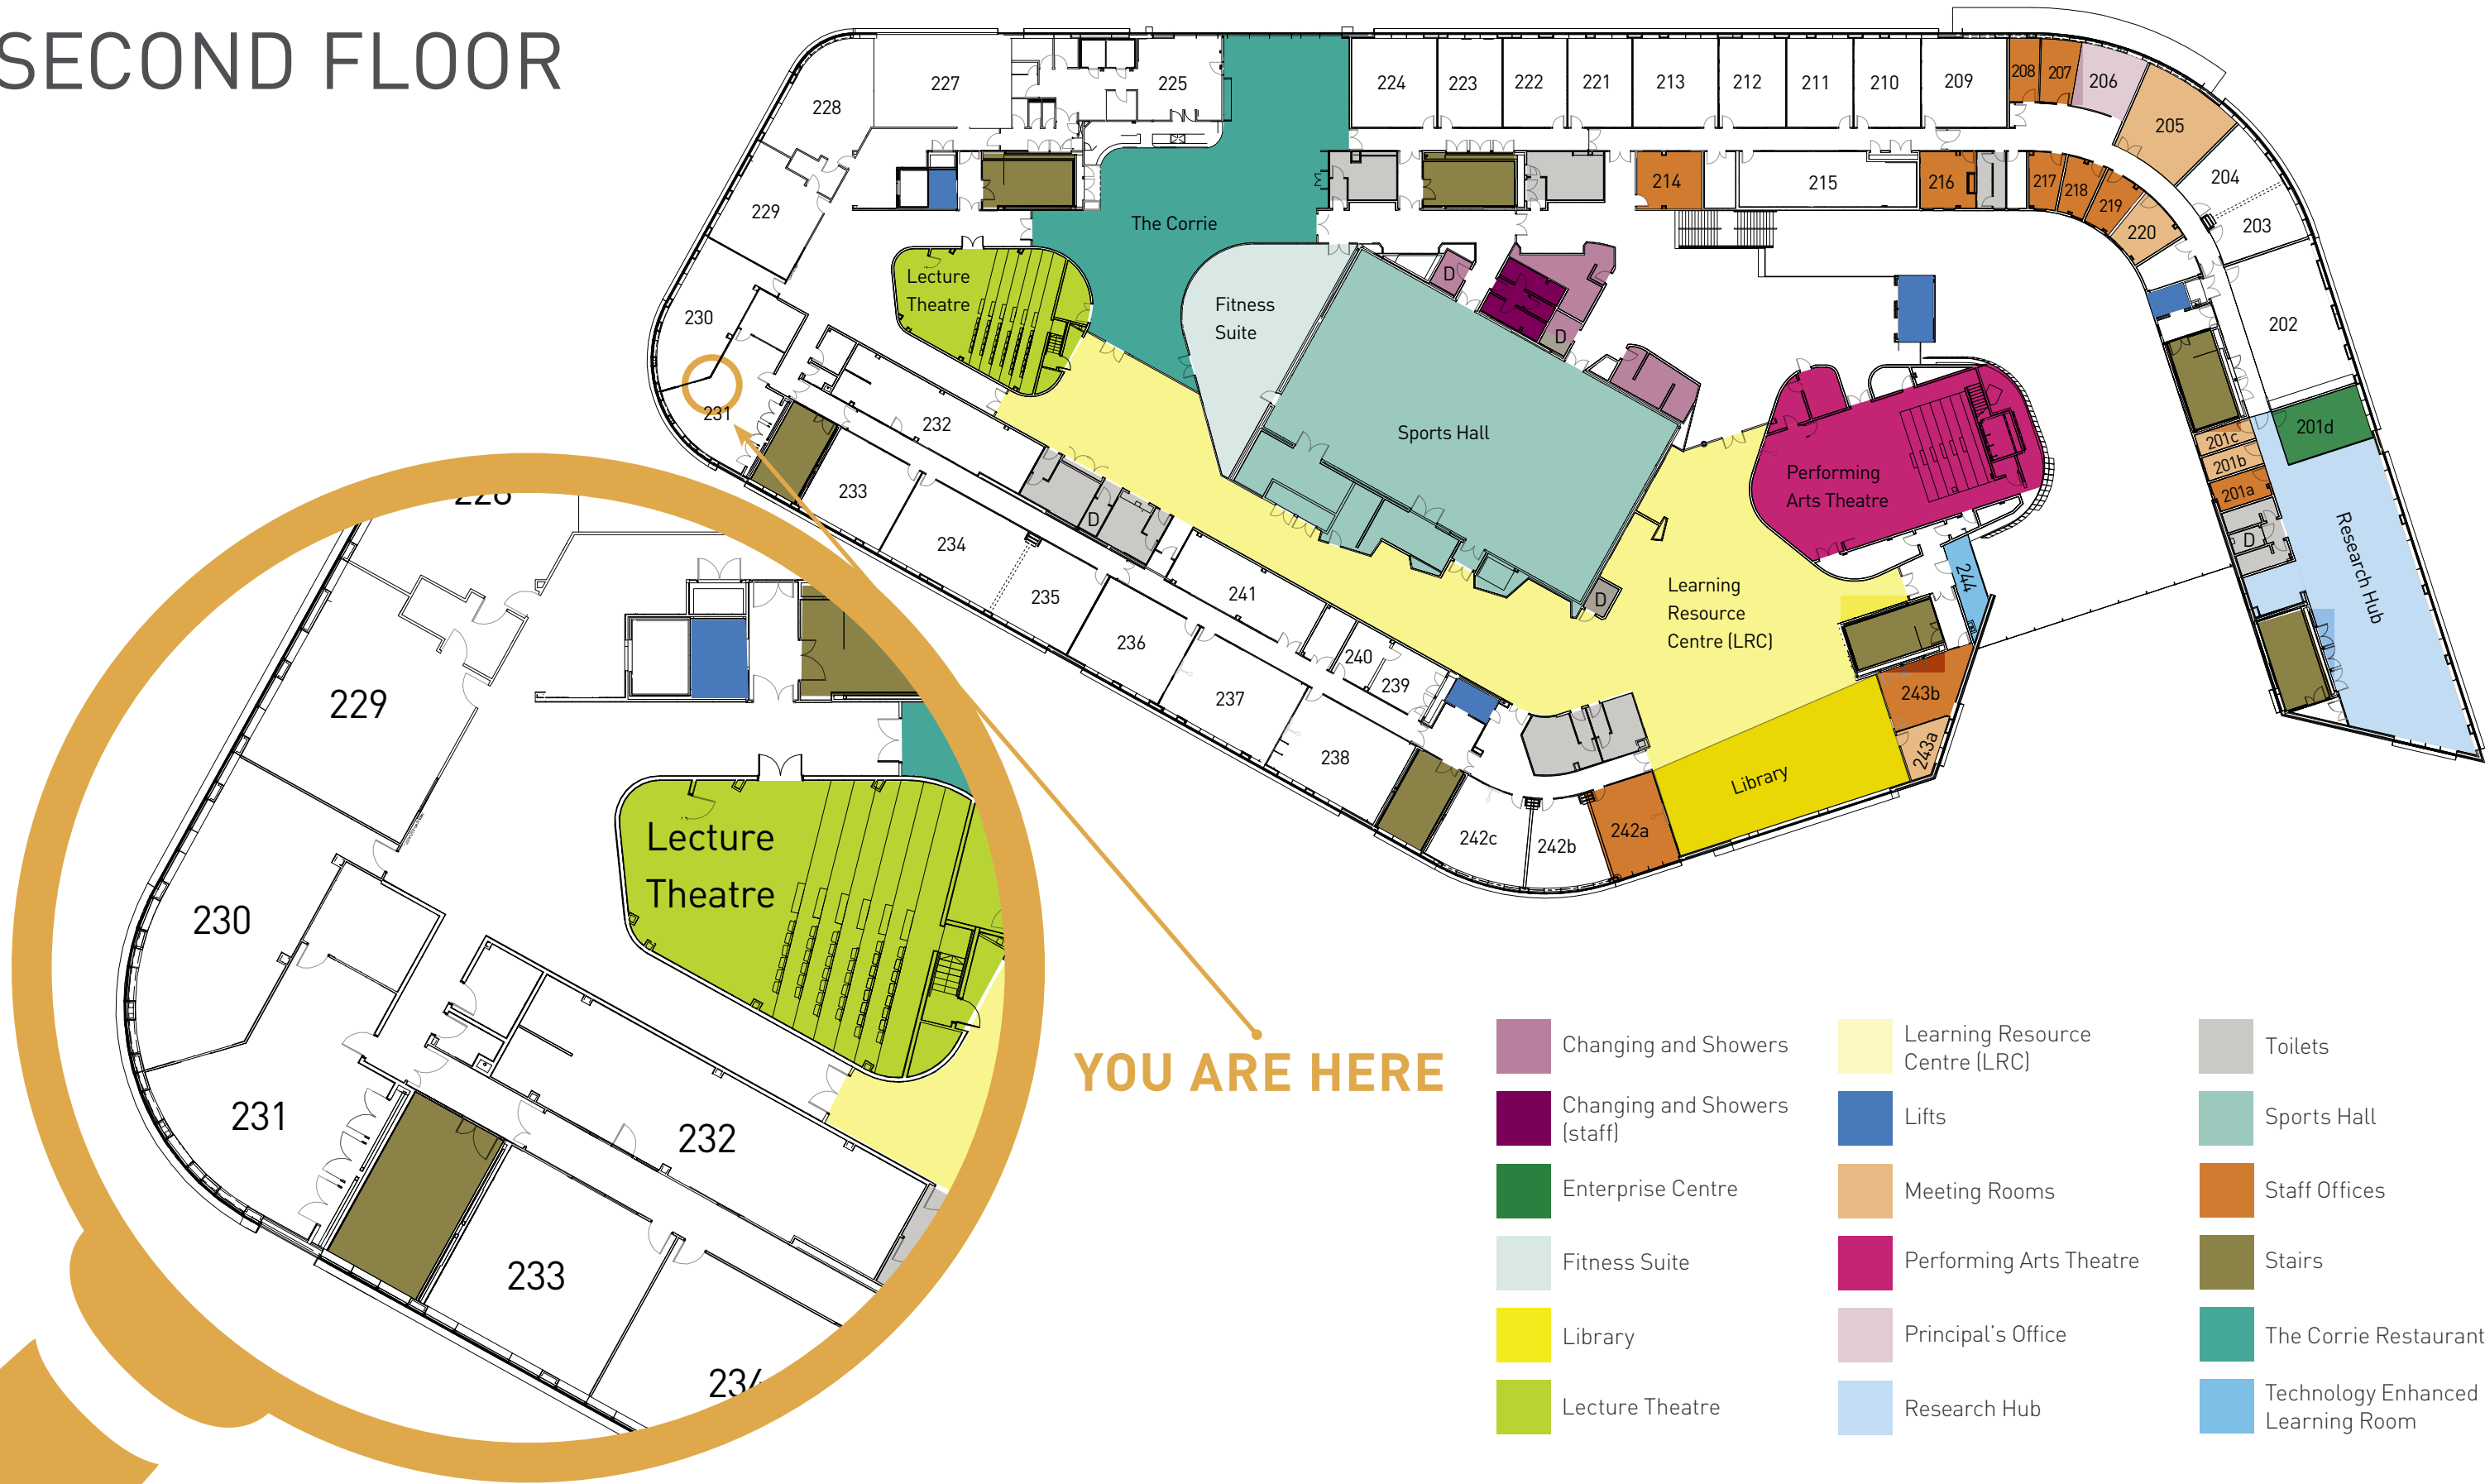 SECOND FLOOR
228
227
225
224
223
222
221
213
212
211
210
209
208
207
206
205
204
203
202
229
230
231
214
215
216
217
218
219
220
The Corrie
Lecture
Theatre
Fitness
Suite
D
D
Sports Hall
Performing
Arts Theatre
201d
201c
201b
201a
D
Research Hub
232
233
234
235
D
236
241
237
240
239
238
D
Learning
Resource
Centre (LRC)
244
243b
243a
Library
242a
242b
242c
228
229
230
231
Lecture
Theatre
232
233
234
YOU ARE HERE
Changing and Showers
Changing and Showers
(staff)
Enterprise Centre
Fitness Suite
Library
Lecture Theatre
Learning Resource
Centre (LRC)
Lifts
Meeting Rooms
Performing Arts Theatre
Principal's Office
Research Hub
Toilets
Sports Hall
Staff Offices
Stairs
The Corrie Restaurant
Technology Enhanced
Learning Room